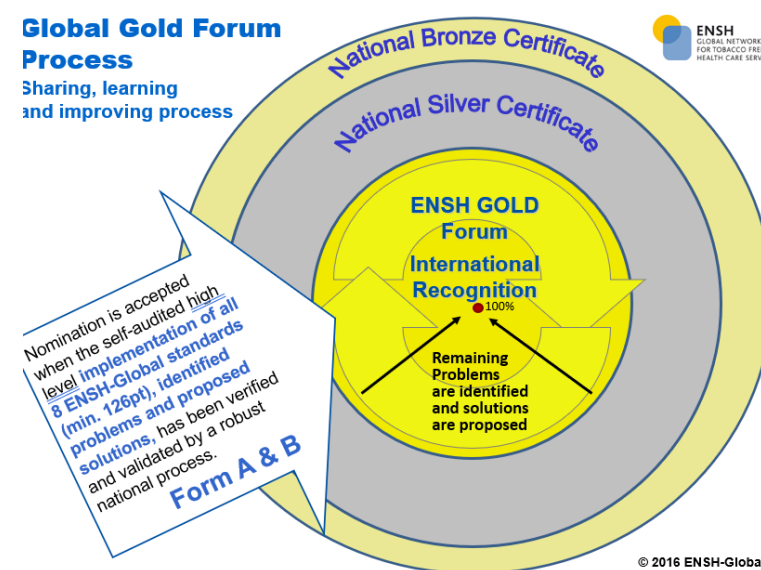 Global Gold Forum
Process
Sharing, learning
and improving process
ENSH
GLOBAL NETWORK
FOR TOBACCO FRE
HEALTH CARE SERV
National Bronze Certificate
National Silver Certificate
ENSH GOLD
Forum
International
Recognition
100%
Remaining
Problems
are identified
and solutions
are proposed
Nomination is accepted
when the self-audited high
level implementation of all
8 ENSH-Global standards
(min. 126pt), identified
problems and proposed
solutions, has been verified
and validated by a robust
national process.
Form A & B
© 2016 ENSH-Globa